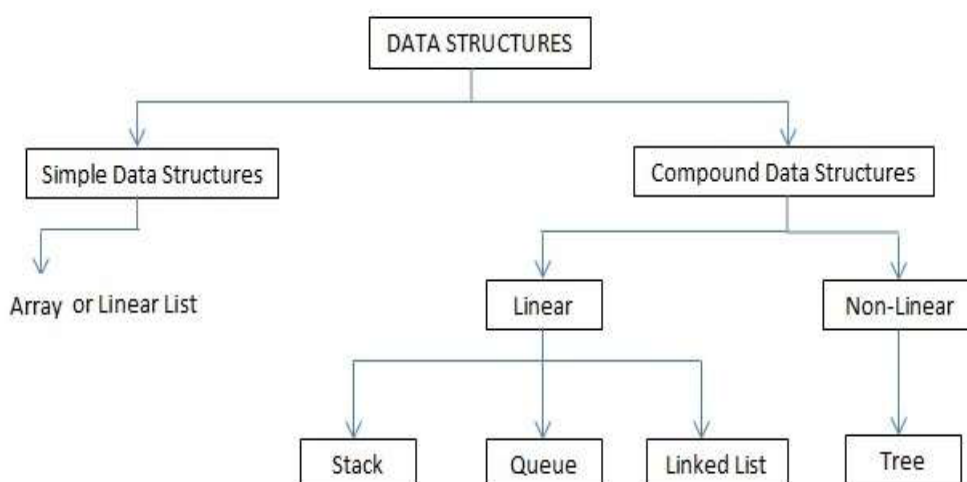 DATA STRUCTURES
Simple Data Structures
Compound Data Structures
Array or Linear List
Linear
Non-Linear
Stack
Queue
Linked List
Tree